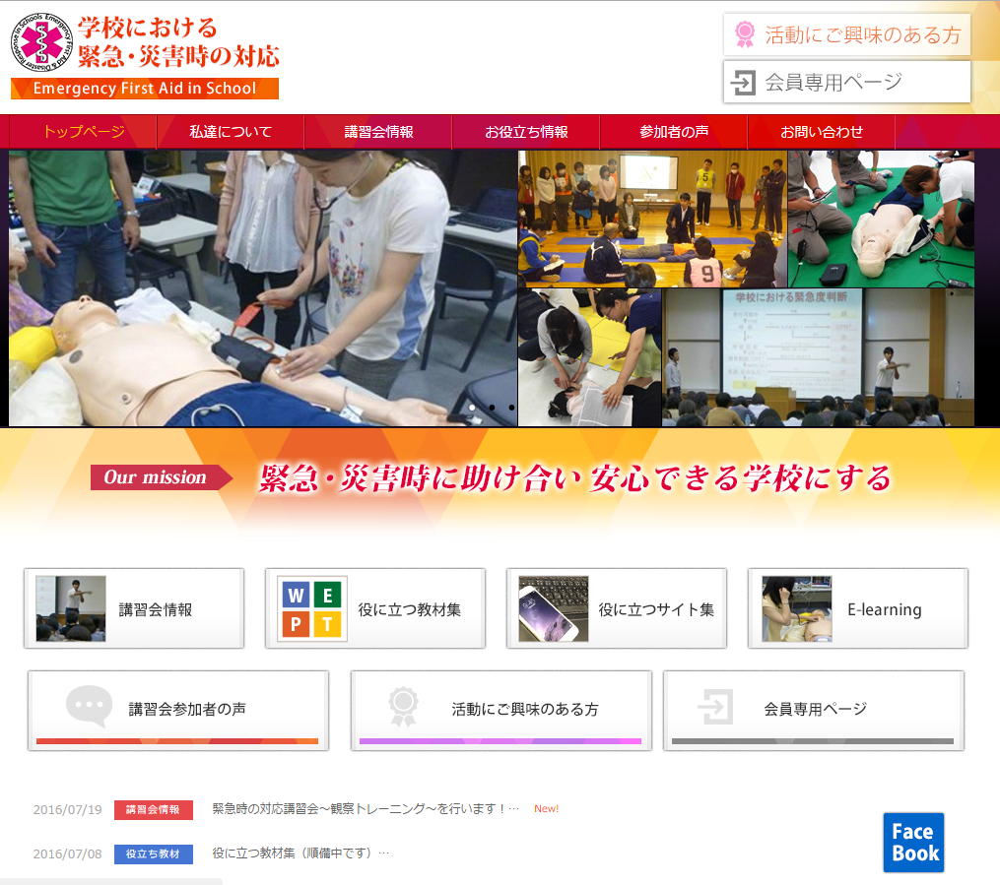 学校における
緊急・災害時の対応
Emergency First Aid in School
Emergency First Aid & Disaster Response in Schools
活動にご興味のある方
会員専用ページ
トップページ
私達について
講習会情報
お役立ち情報
参加者の声
お問い合わせ
5
9
学校における緊急度判断
Our mission
緊急・災害時に助け合い 安心できる学校にする
講習会情報
W E
P T
役に立つ教材集
役に立つサイト集
E-learning
講習会参加者の声
活動にご興味のある方
会員専用ページ
2016/07/19 講習会情報 緊急時の対応講習会～観察トレーニング～を行います！… New!
2016/07/08 役立ち教材 役に立つ教材集（順備中です）…
Face
Book